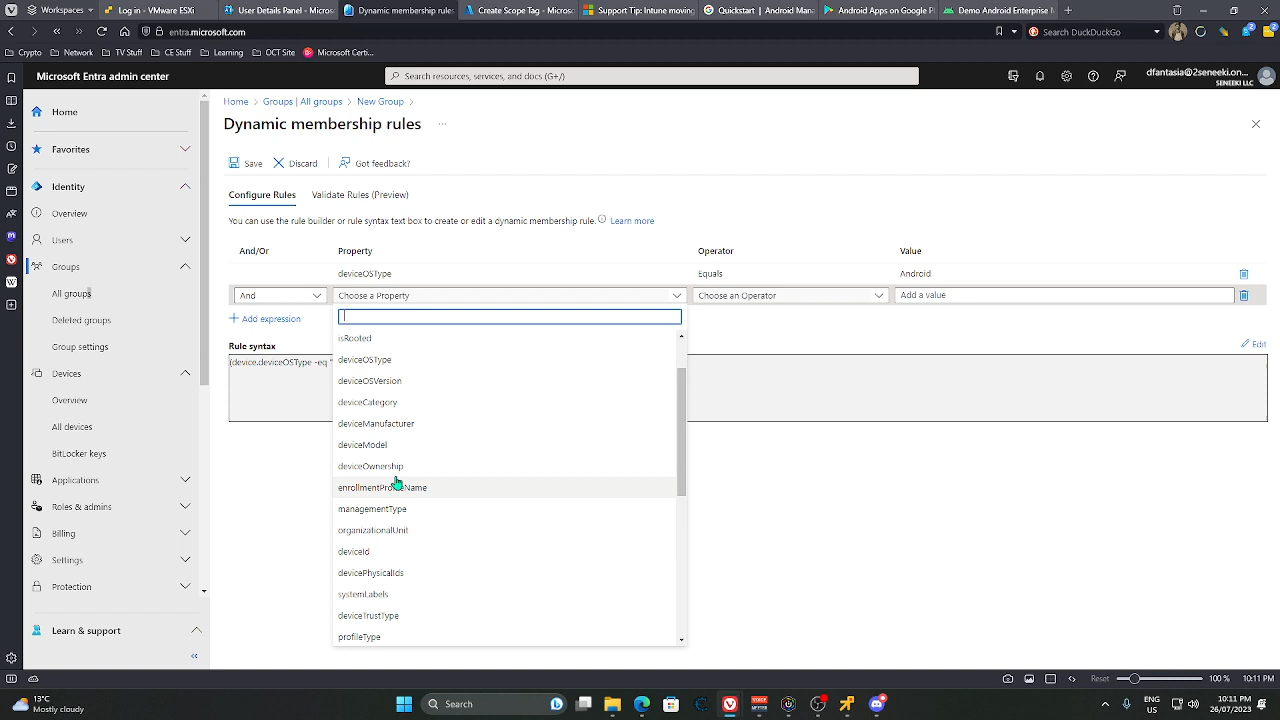 Workspaces
Log in - VMware ESXi
User Details Panel - Micros
Dynamic membership rules
Create Scope Tag - Microso
Support Tip: Intune moving
Quickstart | Android Mana
Android Apps on Google P
Demo Android Enterprise M
entra.microsoft.com
Search DuckDuckGo
Crypto
Network
TV Stuff
CE Stuff
Learning
OCT Site
Microsoft Certi...
Microsoft Entra admin center
Search resources, services, and docs (G+/)
dfantasia@2seneeki.on...
SENEEKI LLC
Home
Favorites
Identity
Overview
Users
Groups
All groups
Deleted groups
Group settings
Devices
Overview
All devices
BitLocker keys
Applications
Roles & admins
Billing
Settings
Protection
Learn & support
Home > Groups | All groups > New Group >
Dynamic membership rules ...
Save
Discard
Got feedback?
Configure Rules
Validate Rules (Preview)
You can use the rule builder or rule syntax text box to create or edit a dynamic membership rule. Learn more
And/Or Property Operator Value
deviceOSType Equals Android
And Choose a Property Choose an Operator Add a value
+ Add expression
Rule syntax
Edit
(device.deviceOSType -eq "
isRooted
deviceOSType
deviceOSVersion
deviceCategory
deviceManufacturer
deviceModel
deviceOwnership
enrollmentProfileName
managementType
organizationalUnit
deviceId
devicePhysicalIds
systemLabels
deviceTrustType
profileType
Reset
100 %
10:11 PM
13°C
Mostly cloudy
Search
ENG
US
10:11 PM
26/07/2023